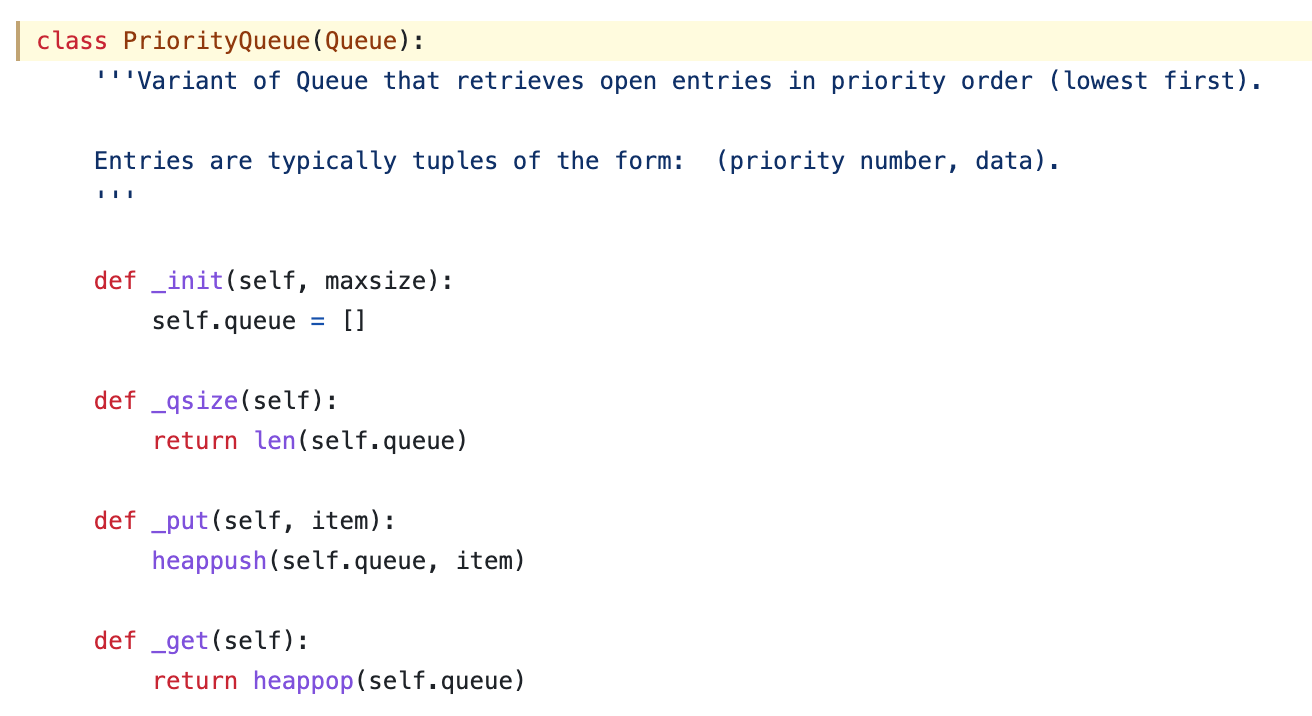 class PriorityQueue(Queue):
    '''Variant of Queue that retrieves open entries in priority order (lowest first).

    Entries are typically tuples of the form:  (priority number, data).
    '''

    def _init(self, maxsize):
        self.queue = []

    def _qsize(self):
        return len(self.queue)

    def _put(self, item):
        heappush(self.queue, item)

    def _get(self):
        return heappop(self.queue)